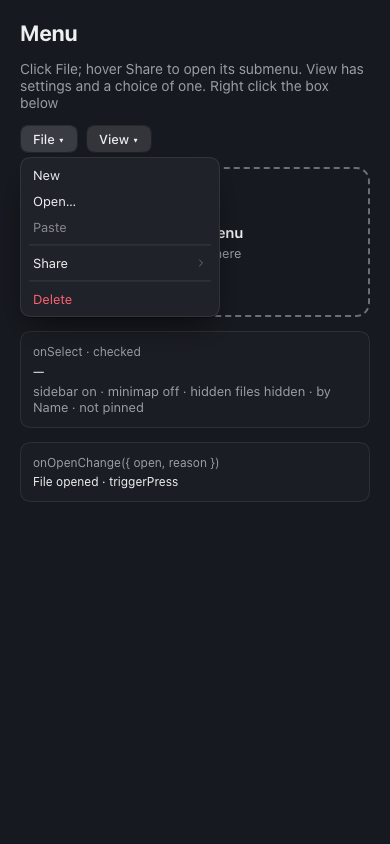 Menu
Click File; hover Share to open its submenu. View has
settings and a choice of one. Right click the box
below
File ▾
View ▾
New
Open...
Paste
Share
Delete
enu
here
onSelect · checked
—
sidebar on · minimap off · hidden files hidden · by
Name · not pinned
onOpenChange({ open, reason })
File opened · triggerPress